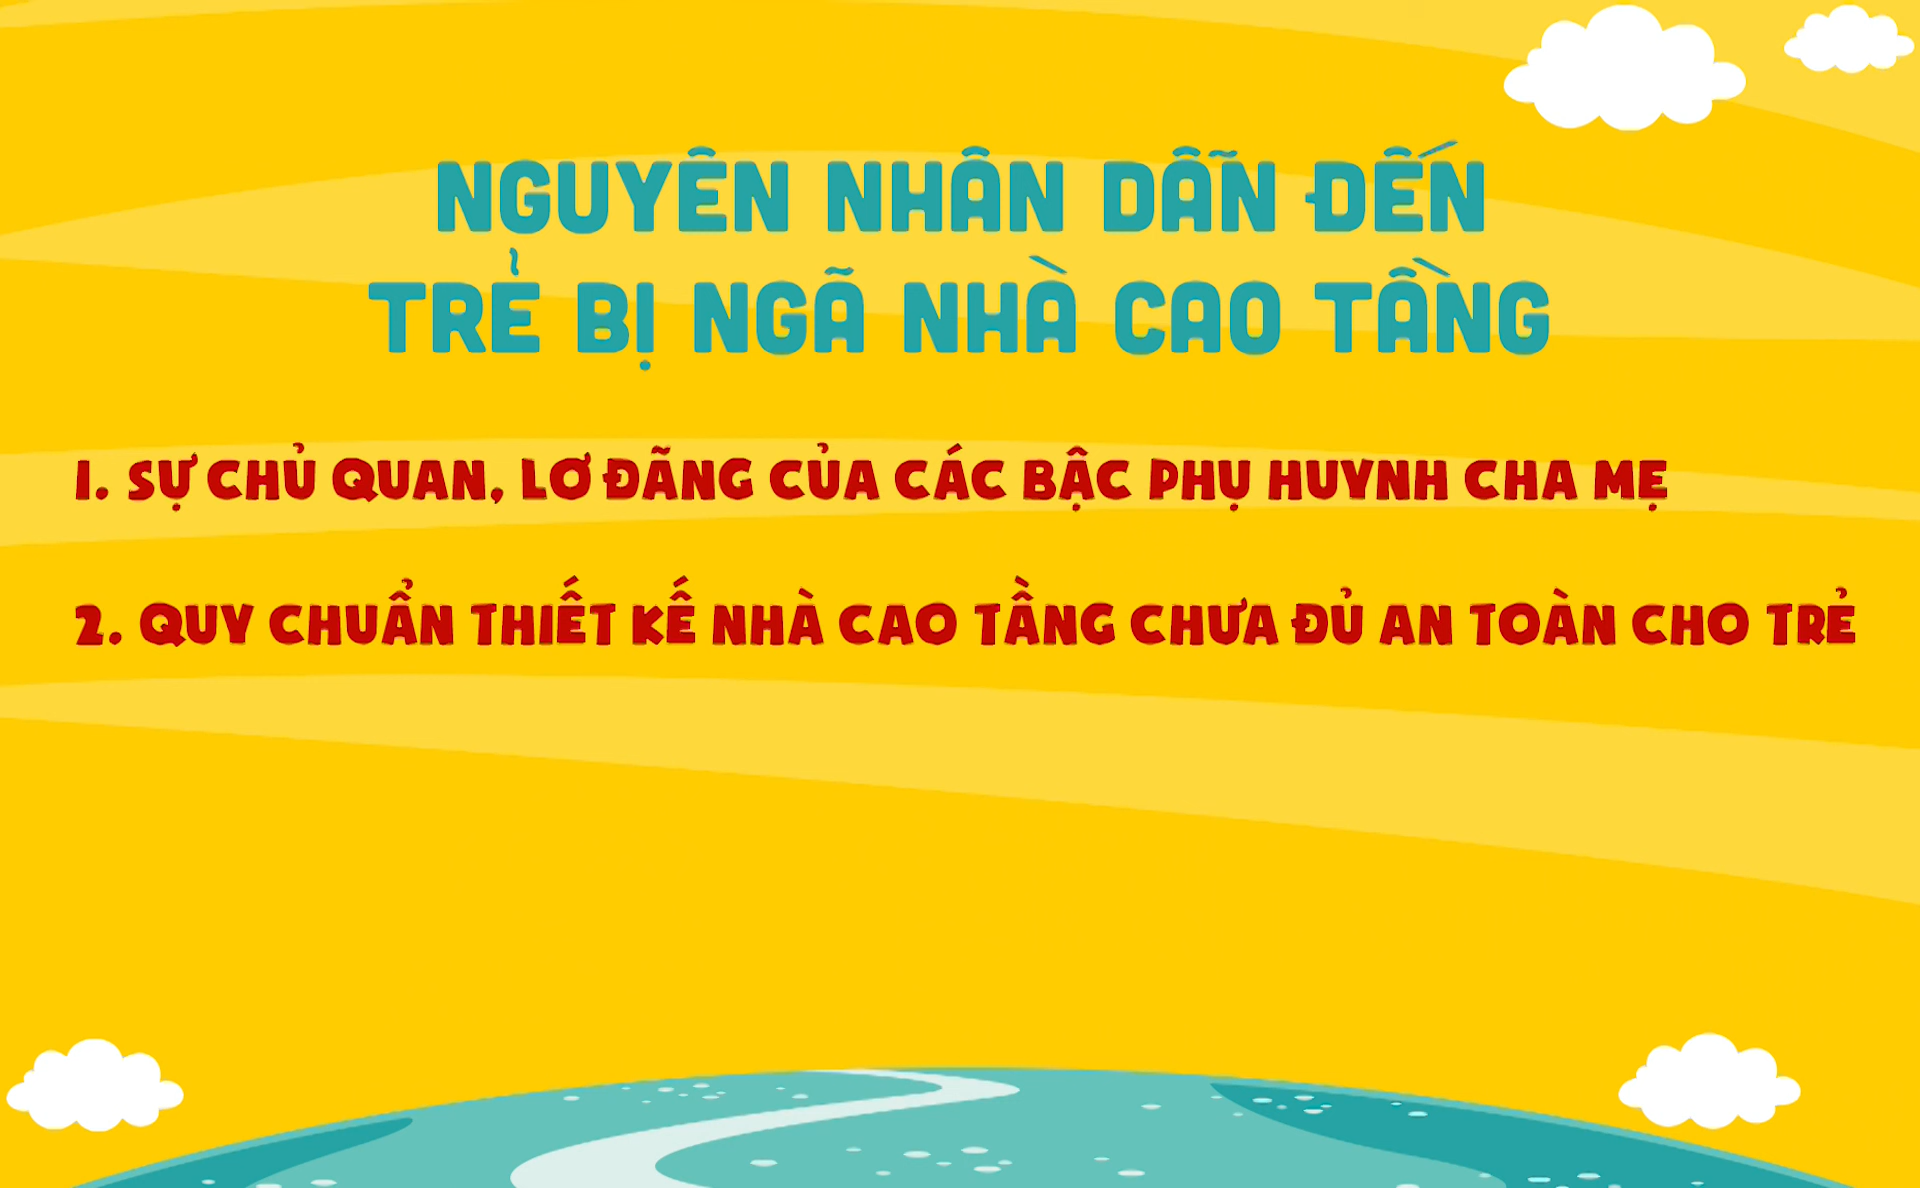 NGUYÊN NHÂN DẪN ĐẾN
TRẺ BỊ NGÃ NHÀ CAO TẦNG
1. SỰ CHỦ QUAN, LƠ ĐÃNG CỦA CÁC BẬC PHỤ HUYNH CHA MẸ
2. QUY CHUẨN THIẾT KẾ NHÀ CAO TẦNG CHƯA ĐỦ AN TOÀN CHO TRẺ